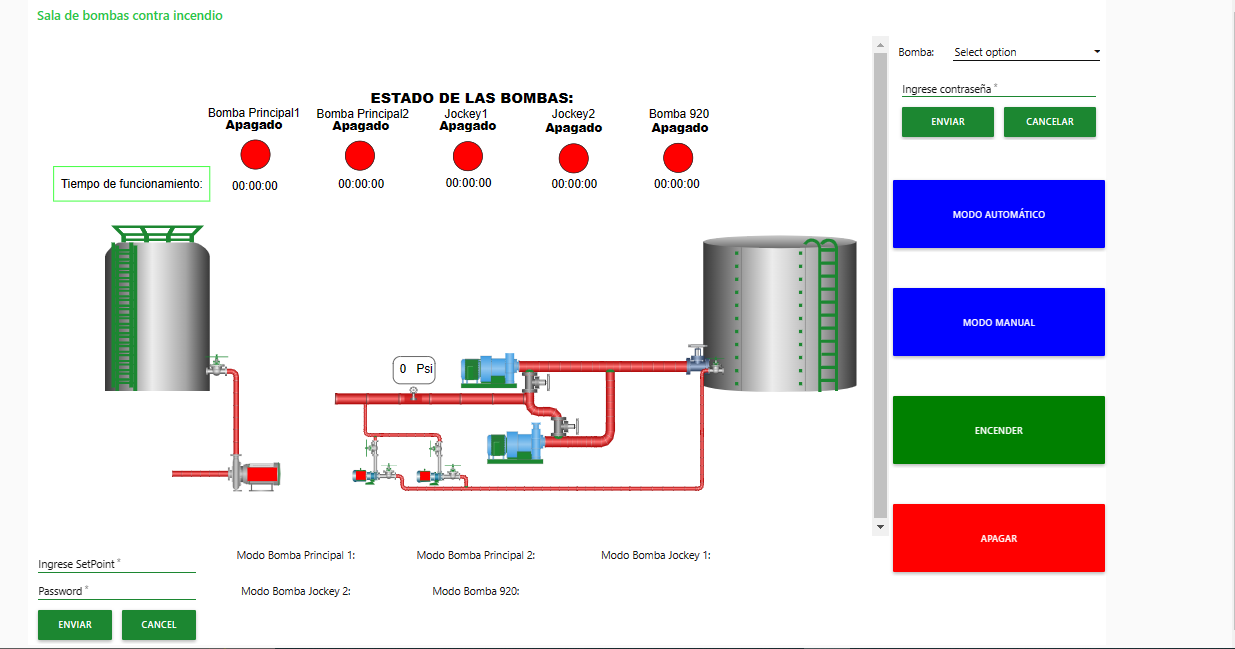 Sala de bombas contra incendio
Bomba: Select option
Ingrese contraseña *
ENVIAR CANCELAR
ESTADO DE LAS BOMBAS:
Bomba Principal1 Bomba Principal2 Jockey1 Jockey2 Bomba 920
Apagado Apagado Apagado Apagado Apagado
Tiempo de funcionamiento: 00:00:00 00:00:00 00:00:00 00:00:00 00:00:00
MODO AUTOMÁTICO
MODO MANUAL
0 Psi
ENCENDER
APAGAR
Modo Bomba Principal 1: Modo Bomba Principal 2: Modo Bomba Jockey 1:
Ingrese SetPoint *
Modo Bomba Jockey 2: Modo Bomba 920:
Password *
ENVIAR CANCEL